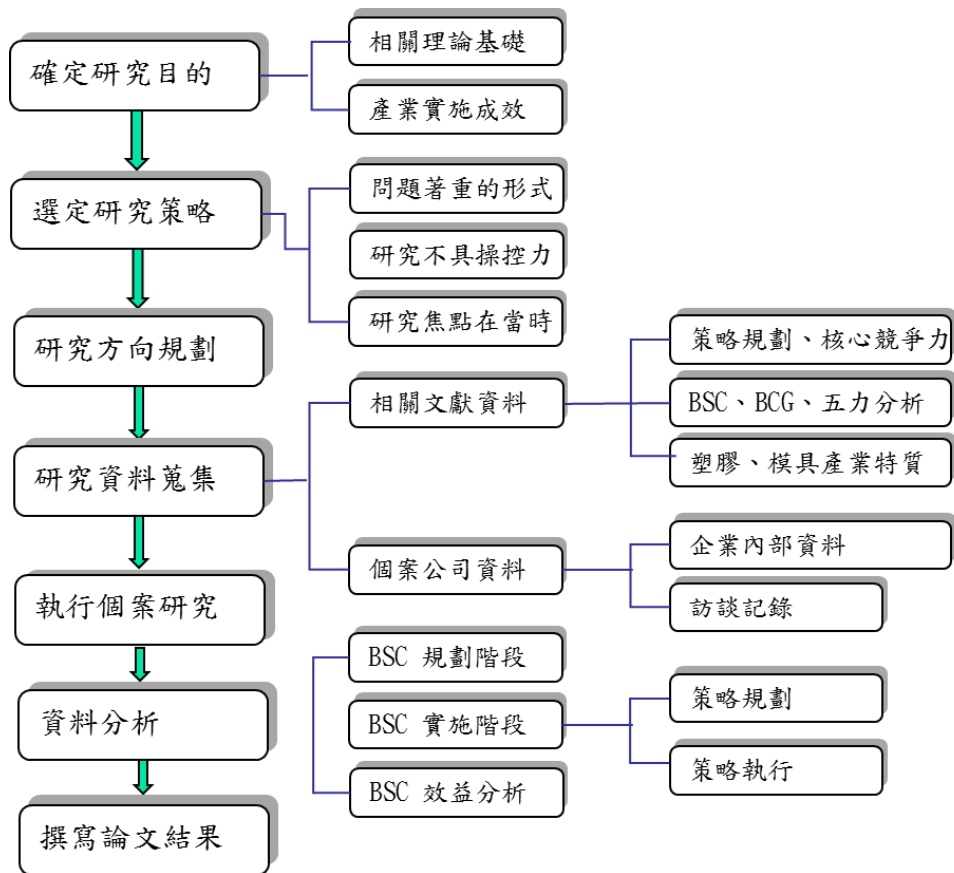 確定研究目的
相關理論基礎
產業實施成效
選定研究策略
問題著重的形式
研究不具操控力
研究焦點在當時
研究方向規劃
研究資料蒐集
相關文獻資料
策略規劃、核心競爭力
BSC、BCG、五力分析
塑膠、模具產業特質
個案公司資料
企業內部資料
訪談記錄
執行個案研究
BSC 規劃階段
BSC 實施階段
策略規劃
策略執行
BSC 效益分析
資料分析
撰寫論文結果